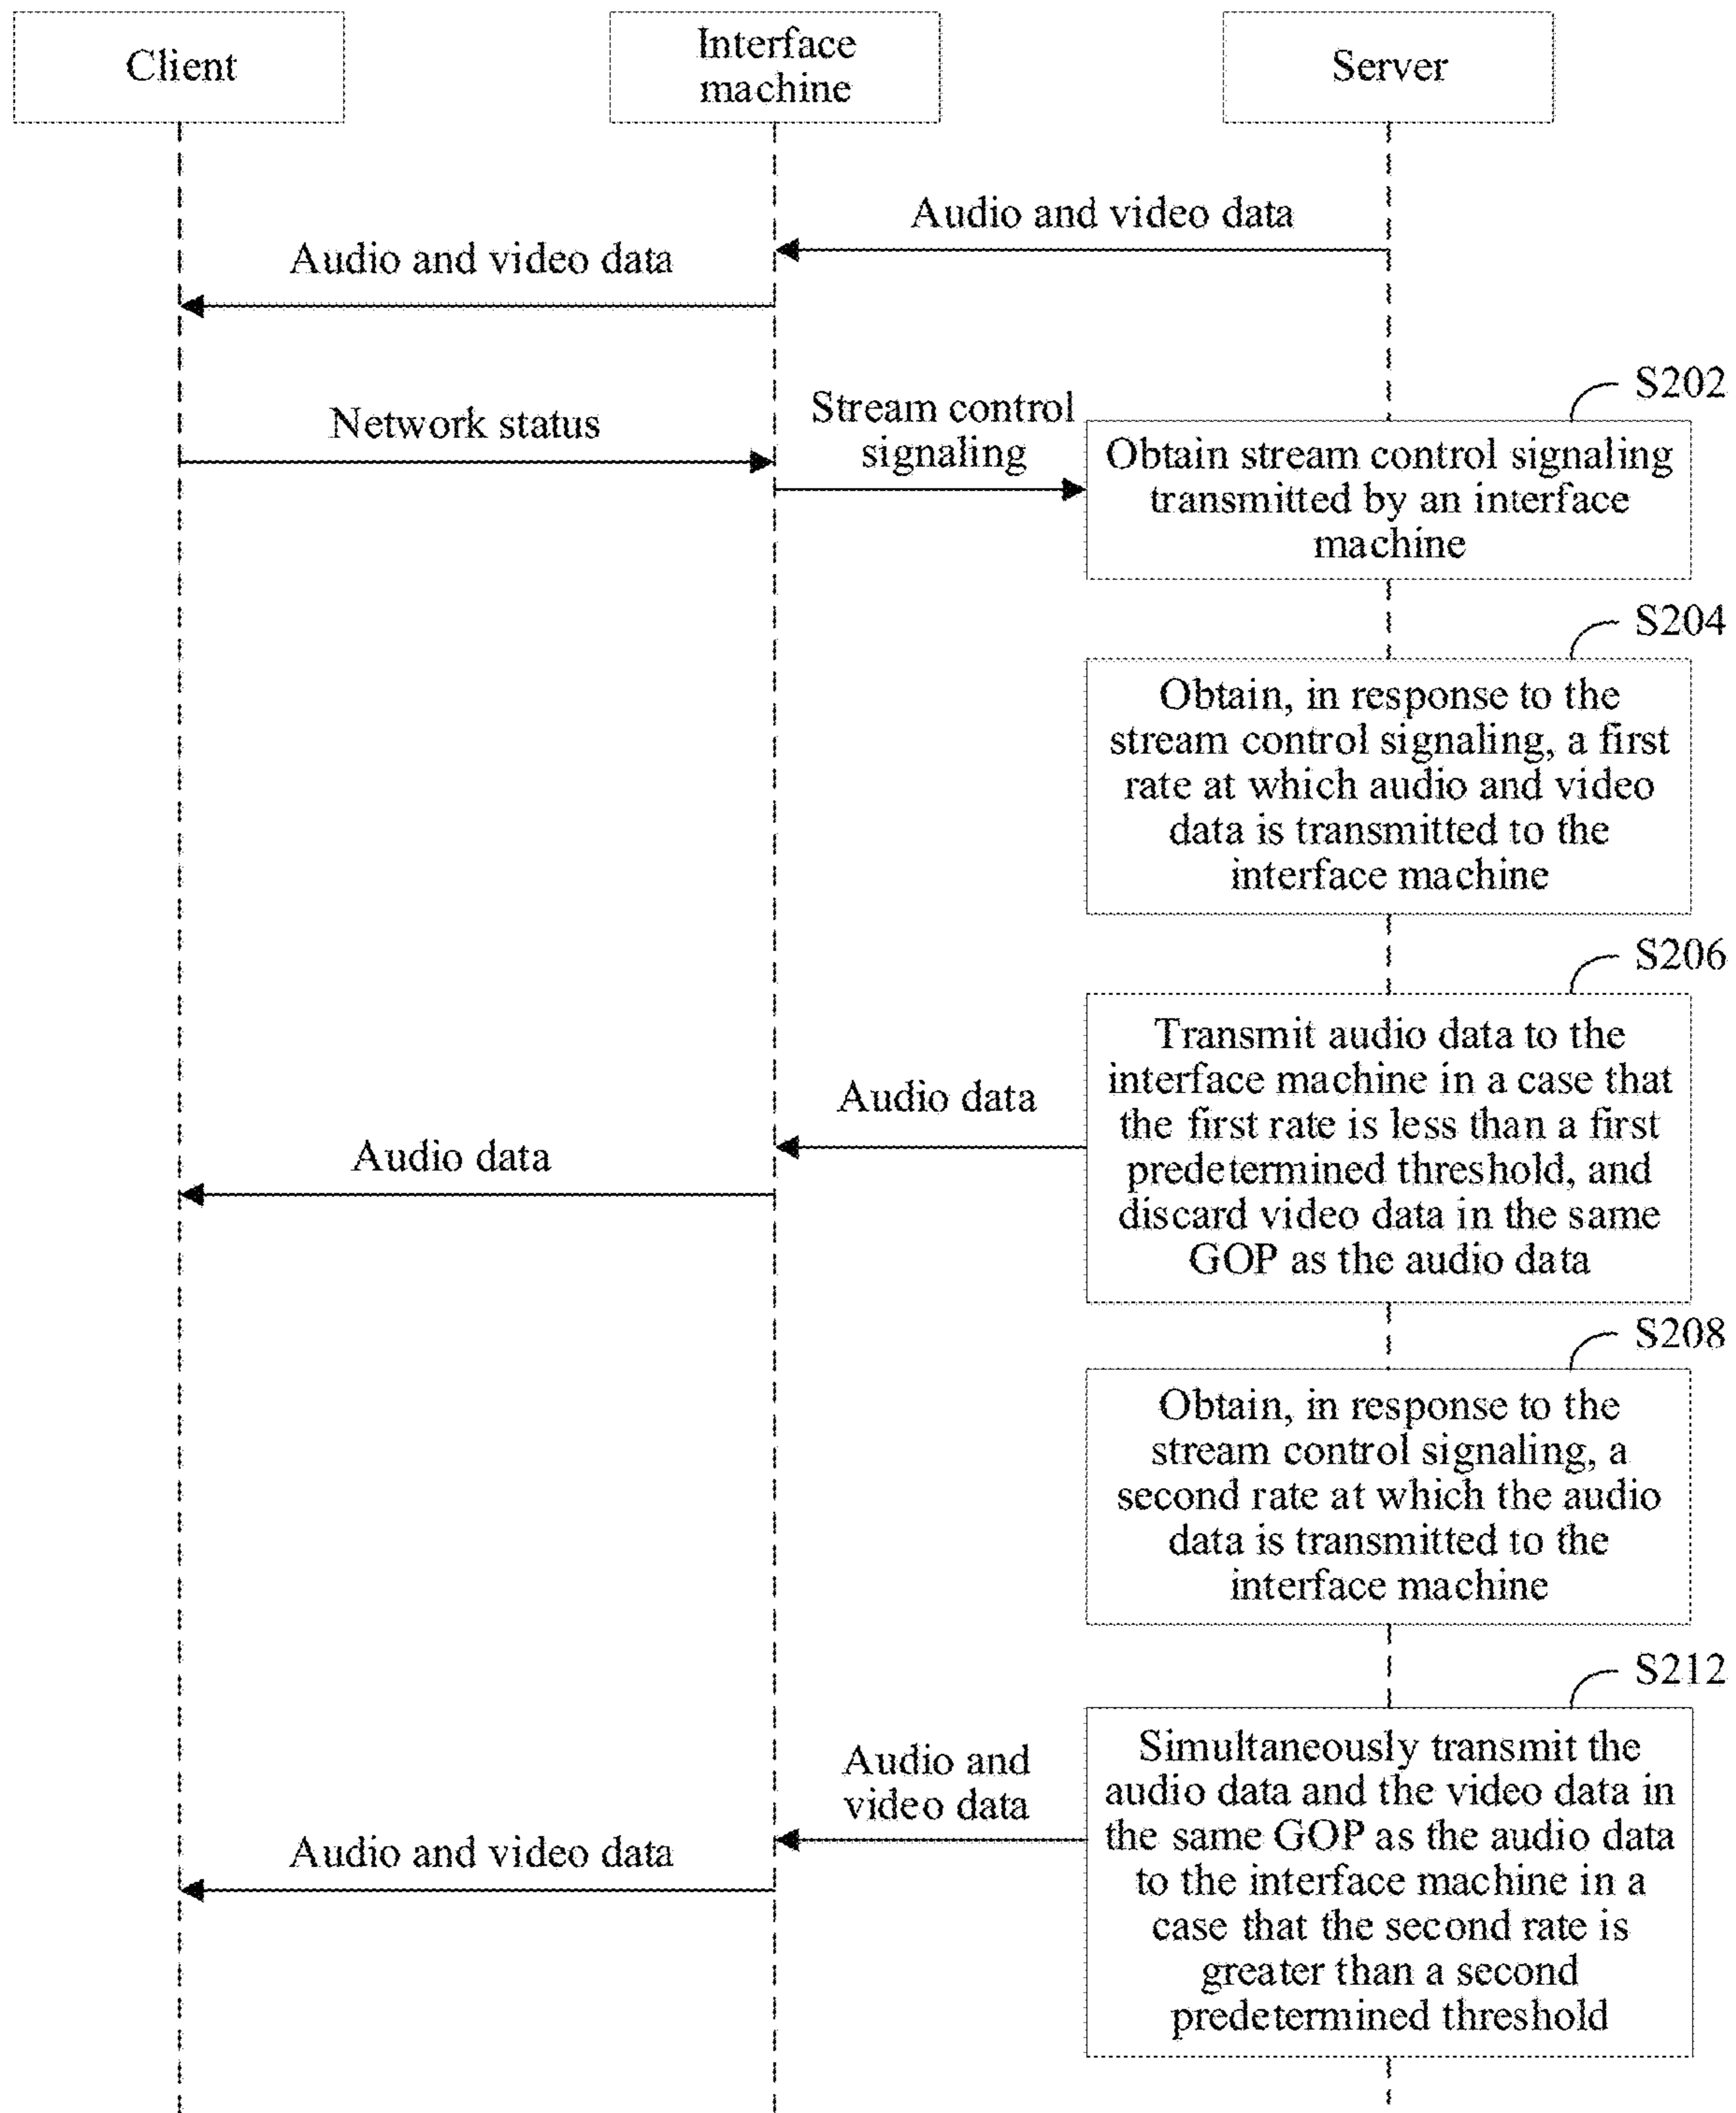 Client
Interface
machine
Server
Audio and video data
Audio and video data
S202
Network status
Stream control
signaling
Obtain stream control signaling
transmitted by an interface
machine
S204
Obtain, in response to the
stream control signaling, a first
rate at which audio and video
data is transmitted to the
interface machine
S206
Transmit audio data to the
interface machine in a case that
the first rate is less than a first
predetermined threshold, and
discard video data in the same
GOP as the audio data
Audio data
Audio data
S208
Obtain, in response to the
stream control signaling, a
second rate at which the audio
data is transmitted to the
interface machine
S212
Simultaneously transmit the
audio data and the video data in
the same GOP as the audio data
to the interface machine in a
case that the second rate is
greater than a second
predetermined threshold
Audio and
video data
Audio and video data